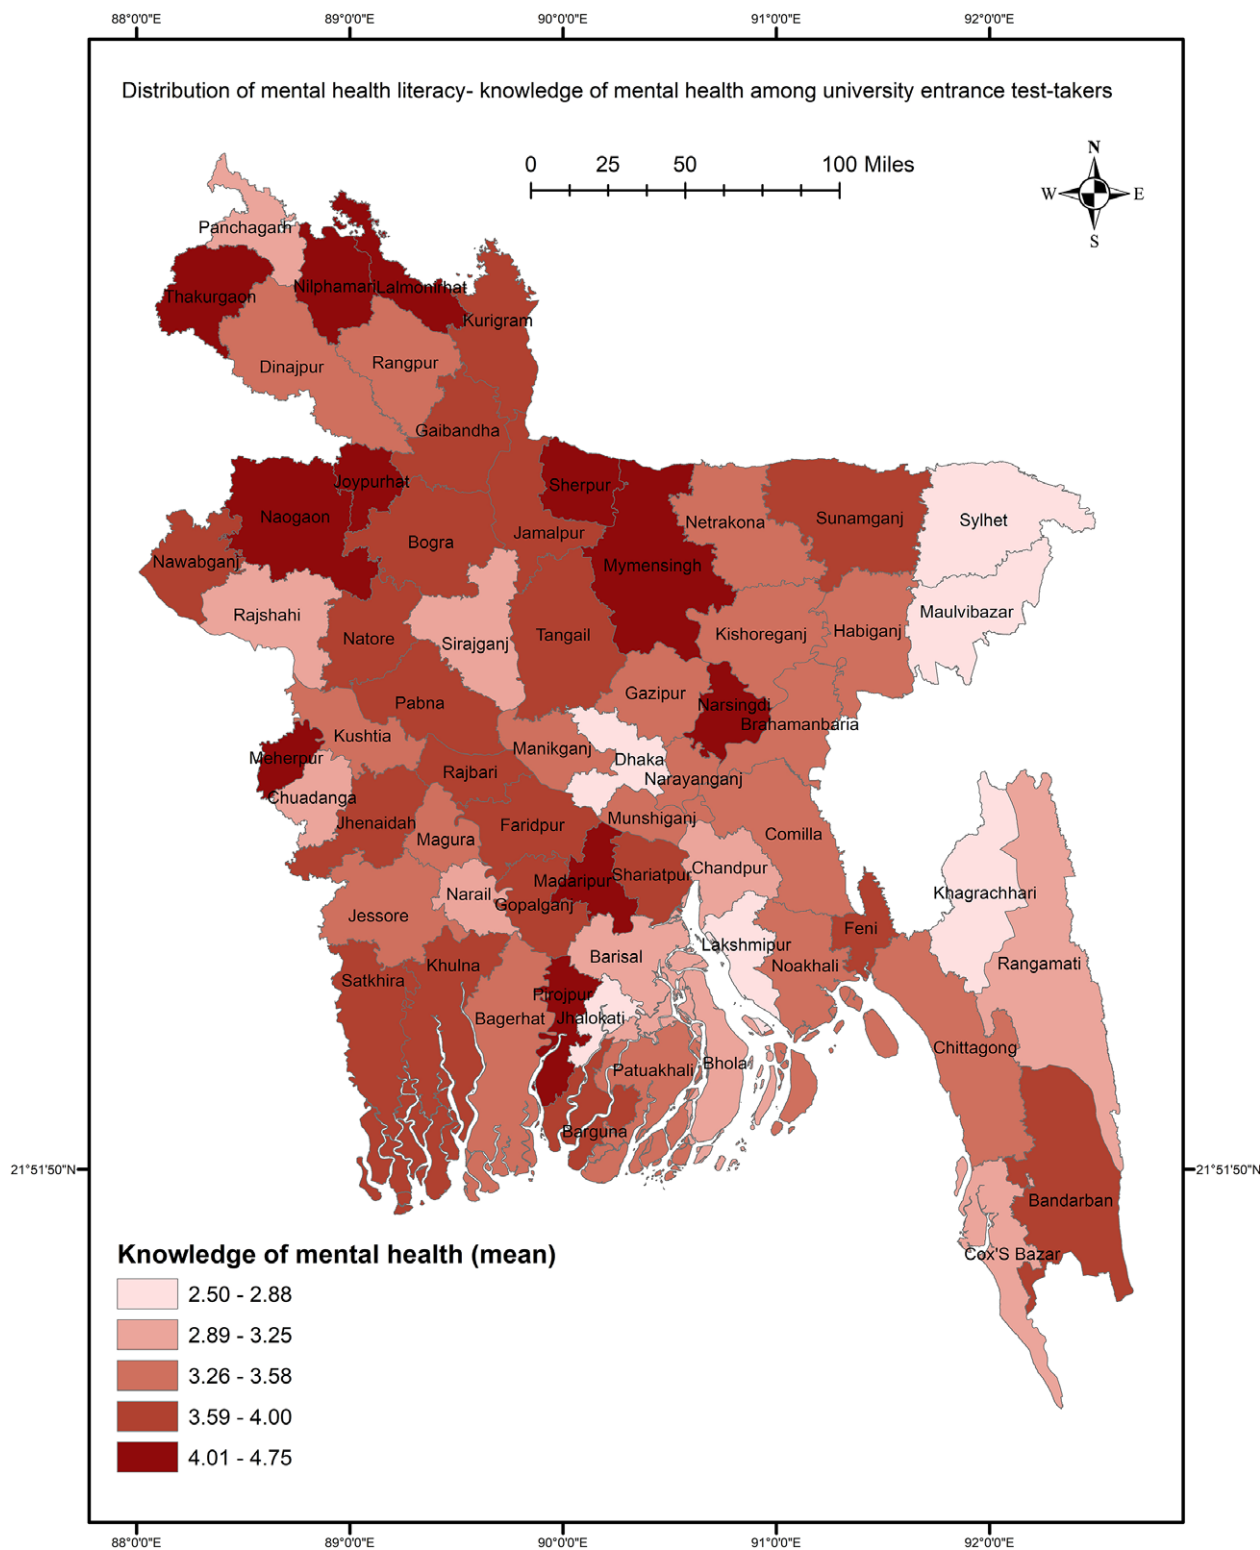 88°0'0"E 89°0'0"E 90°0'0"E 91°0'0"E 92°0'0"E
Distribution of mental health literacy- knowledge of mental health among university entrance test-takers
0 25 50 100 Miles
N
W E
S
Panchagarh
Thakurgaon
Nilphamari
Lalmonirhat
Kurigram
Dinajpur
Rangpur
Gaibandha
Joypurhat
Sherpur
Naogaon
Sunamganj
Sylhet
Netrakona
Jamalpur
Bogra
Nawabganj
Mymensingh
Rajshahi
Maulvibazar
Habiganj
Kishoreganj
Tangail
Natore
Sirajganj
Gazipur
Pabna
Narsingdi
Brahamanbaria
Kushtia
Manikganj
Meherpur
Dhaka
Rajbari
Narayanganj
Chuadanga
Jhenaidah
Faridpur
Munshiganj
Magura
Comilla
Chandpur
Shariatpur
Madaripur
Narail
Gopalganj
Khagrachhari
Jessore
Feni
Lakshmipur
Barisal
Rangamati
Khulna
Noakhali
Satkhira
Pirojpur
Jhalokati
Bagerhat
Chittagong
Bhola
Patuakhali
Barguna
21°51'50"N 21°51'50"N
Bandarban
Cox'S Bazar
Knowledge of mental health (mean)
2.50 - 2.88
2.89 - 3.25
3.26 - 3.58
3.59 - 4.00
4.01 - 4.75
88°0'0"E 89°0'0"E 90°0'0"E 91°0'0"E 92°0'0"E